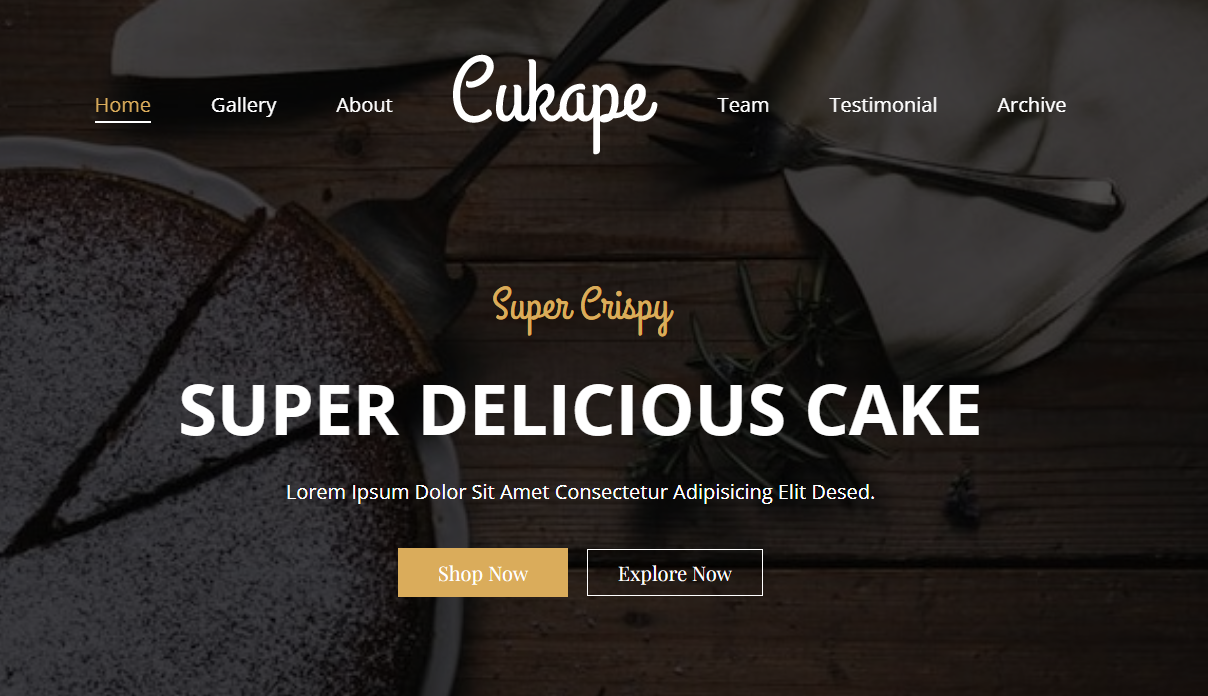 Home Gallery About Cukape Team Testimonial Archive
Super Crispy
SUPER DELICIOUS CAKE
Lorem Ipsum Dolor Sit Amet Consectetur Adipisicing Elit Desed.
Shop Now Explore Now